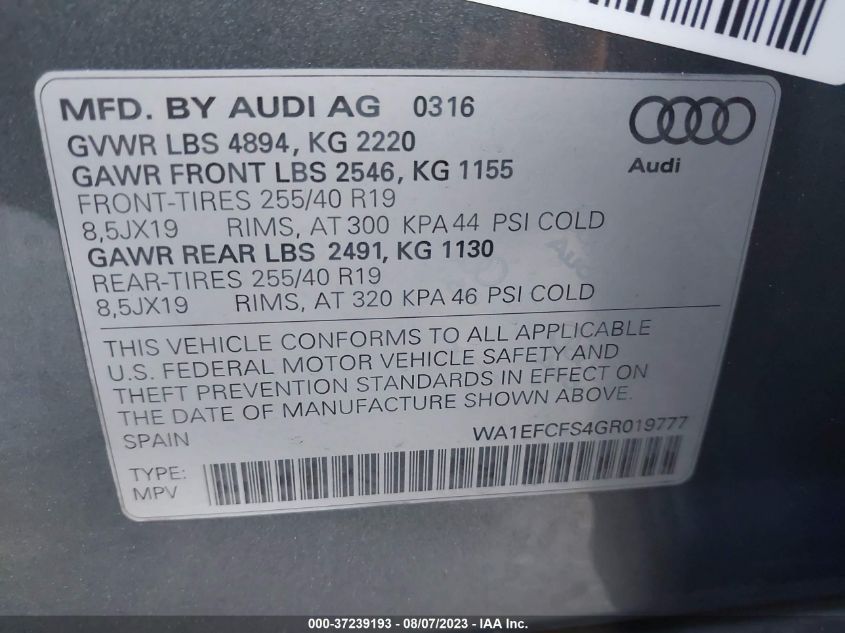 MFD. BY AUDI AG 0316
GVWR LBS 4894, KG 2220
GAWR FRONT LBS 2546, KG 1155
FRONT-TIRES 255/40 R19
8,5JX19 RIMS, AT 300 KPA 44 PSI COLD
GAWR REAR LBS 2491, KG 1130
REAR-TIRES 255/40 R19
8,5JX19 RIMS, AT 320 KPA 46 PSI COLD
Audi
THIS VEHICLE CONFORMS TO ALL APPLICABLE
U.S. FEDERAL MOTOR VEHICLE SAFETY AND
THEFT PREVENTION STANDARDS IN EFFECT ON
THE DATE OF MANUFACTURE SHOWN ABOVE.
SPAIN WA1EFCFS4GR019777
TYPE:
MPV
000-37239193 - 08/07/2023 - IAAI.COM